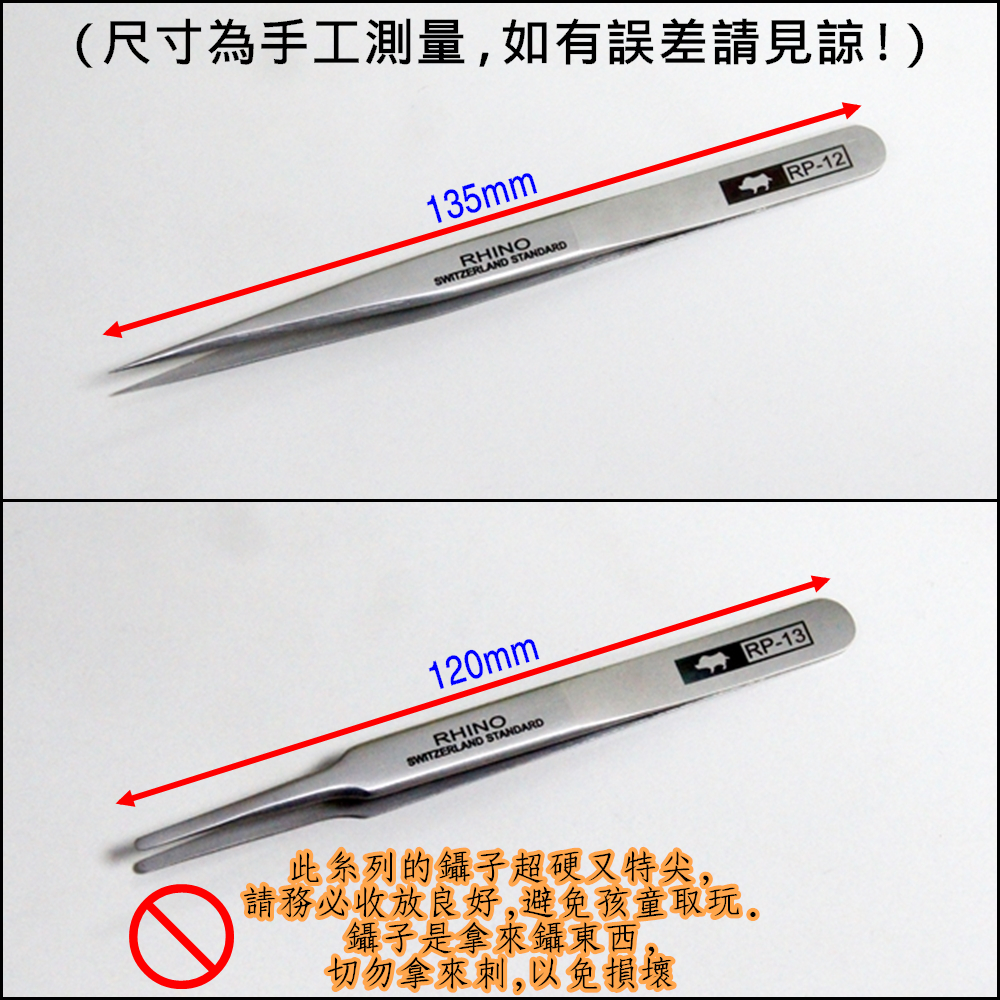 (尺寸為手工測量,如有誤差請見諒!)
135mm
RP-12
RHINO
SWITZERLAND STANDARD
120mm
RP-13
RHINO
SWITZERLAND STANDARD
此系列的鑷子超硬又特尖,
請務必收放良好,避免孩童取玩.
鑷子是拿來鑷東西,
切勿拿來刺,以免損壞